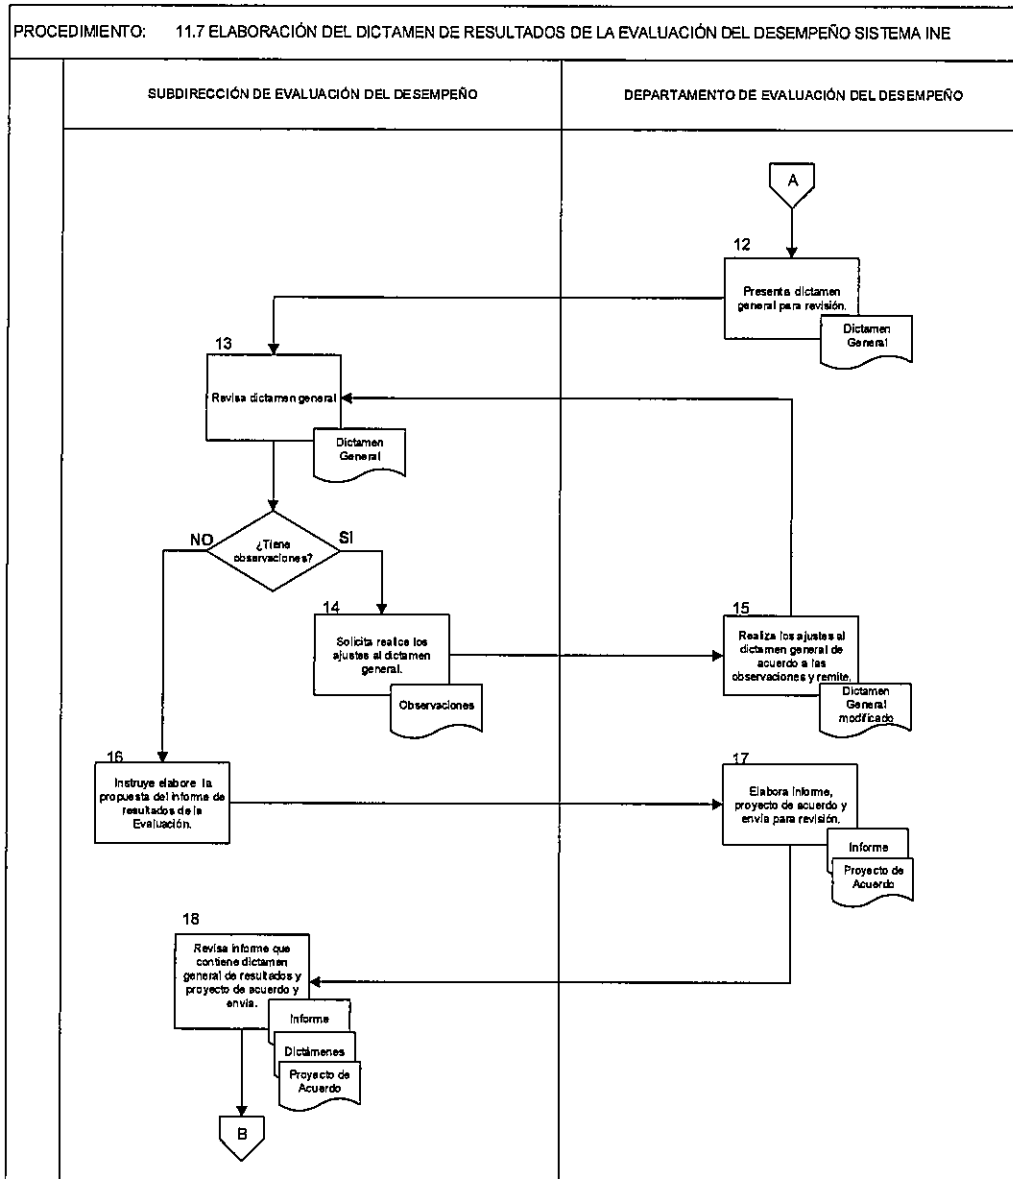 PROCEDIMIENTO: 11.7 ELABORACIÓN DEL DICTAMEN DE RESULTADOS DE LA EVALUACIÓN DEL DESEMPEÑO SISTEMA INE
SUBDIRECCIÓN DE EVALUACIÓN DEL DESEMPEÑO
DEPARTAMENTO DE EVALUACIÓN DEL DESEMPEÑO
A
12
Presenta dictamen
general para revisión.
Dictamen
General
13
Revisa dictamen general
Dictamen
General
¿Tiene
observaciones?
NO
SI
14
Solicita realice los
ajustes al dictamen
general.
Observaciones
15
Realiza los ajustes al
dictamen general de
acuerdo a las
observaciones y remite.
Dictamen
General
modificado
16
Instruye elabore la
propuesta del informe de
resultados de la
Evaluación.
17
Elabora informe,
proyecto de acuerdo y
envía para revisión.
Informe
Proyecto de
Acuerdo
18
Revisa informe que
contiene dictamen
general de resultados y
proyecto de acuerdo y
envía.
Informe
Dictámenes
Proyecto de
Acuerdo
B